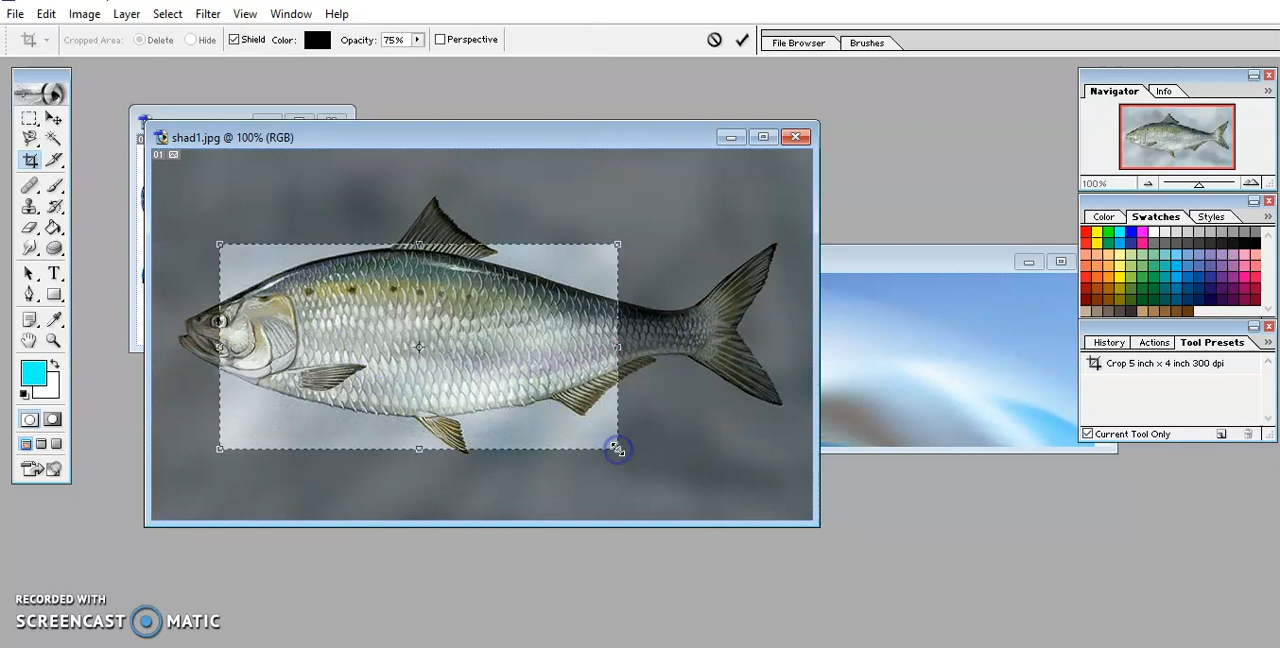 File Edit Image Layer Select Filter View Window Help
Cropped Area: Delete Hide Shield Color: Opacity: 75% Perspective
File Browser Brushes
Navigator Info
shad1.jpg @ 100% (RGB)
01
100%
Color Swatches Styles
History Actions Tool Presets
Crop 5 inch x 4 inch 300 dpi
Current Tool Only
T
RECORDED WITH
SCREENCAST MATIC